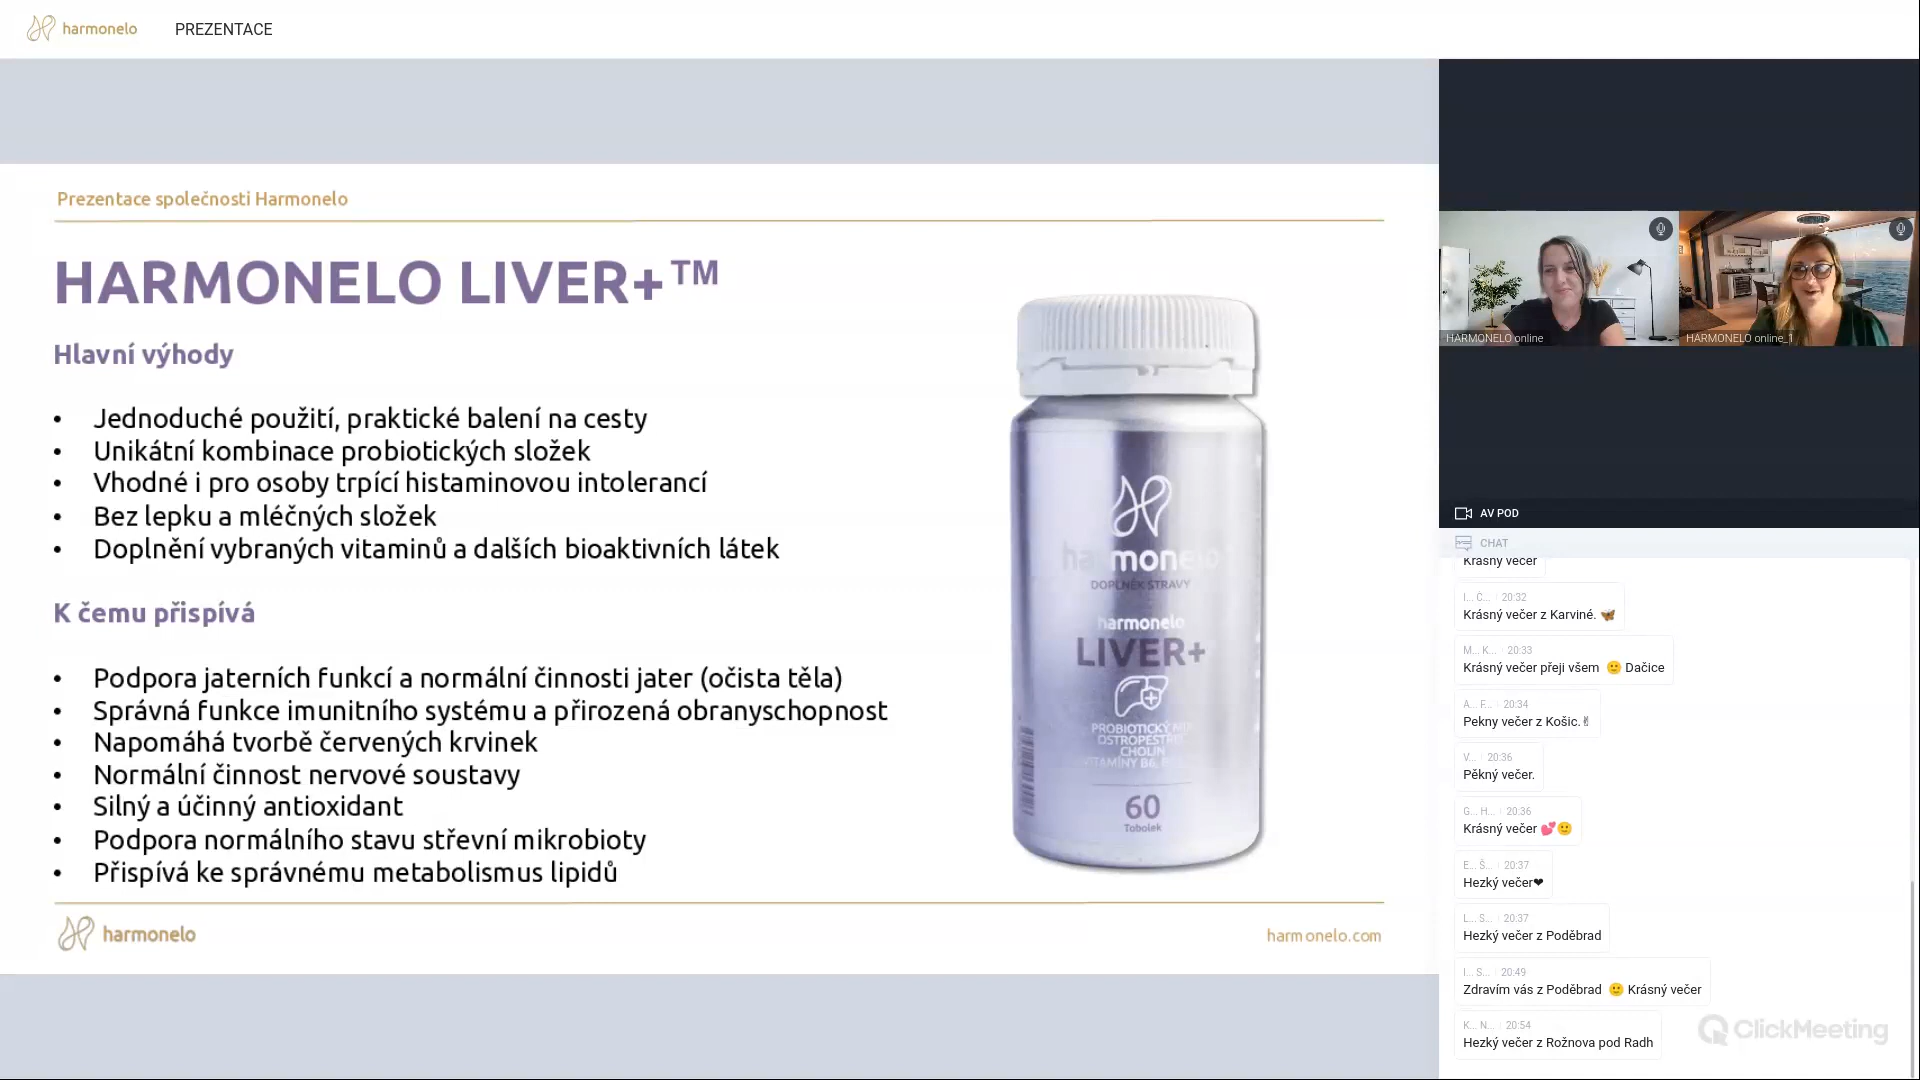 harmonelo
PREZENTACE
Prezentace společnosti Harmonelo
HARMONELO LIVER+™
Hlavní výhody
• Jednoduché použití, praktické balení na cesty
• Unikátní kombinace probiotických složek
• Vhodné i pro osoby trpící histaminovou intolerancí
• Bez lepku a mléčných složek
• Doplnění vybraných vitaminů a dalších bioaktivních látek
K čemu přispívá
• Podpora jaterních funkcí a normální činnosti jater (očista těla)
• Správná funkce imunitního systému a přirozená obranyschopnost
• Napomáhá tvorbě červených krvinek
• Normální činnost nervové soustavy
• Silný a účinný antioxidant
• Podpora normálního stavu střevní mikrobioty
• Přispívá ke správnému metabolismus lipidů
harmonelo
DOPLNĚK STRAVY
harmonelo
LIVER+
PROBIOTICKÝ
CHOLIN
60
Tobolek
harmonelo
harmonelo.com
HARMONELO online
HARMONELO online_1
AV POD
CHAT
Krásný večer
I... Č... 20:32
Krásný večer z Karviné. 🦋
M... K... 20:33
Krásný večer přeji všem 🙂 Dačice
A... F... 20:34
Pekny večer z Košic.✌
V... 20:36
Pěkný večer.
G... H... 20:36
Krásný večer 💕🙂
E... Š... 20:37
Hezký večer❤
L... S... 20:37
Hezký večer z Poděbrad
I... S... 20:49
Zdravím vás z Poděbrad 🙂 Krásný večer
K... N... 20:54
Hezký večer z Rožnova pod Radh
ClickMeeting